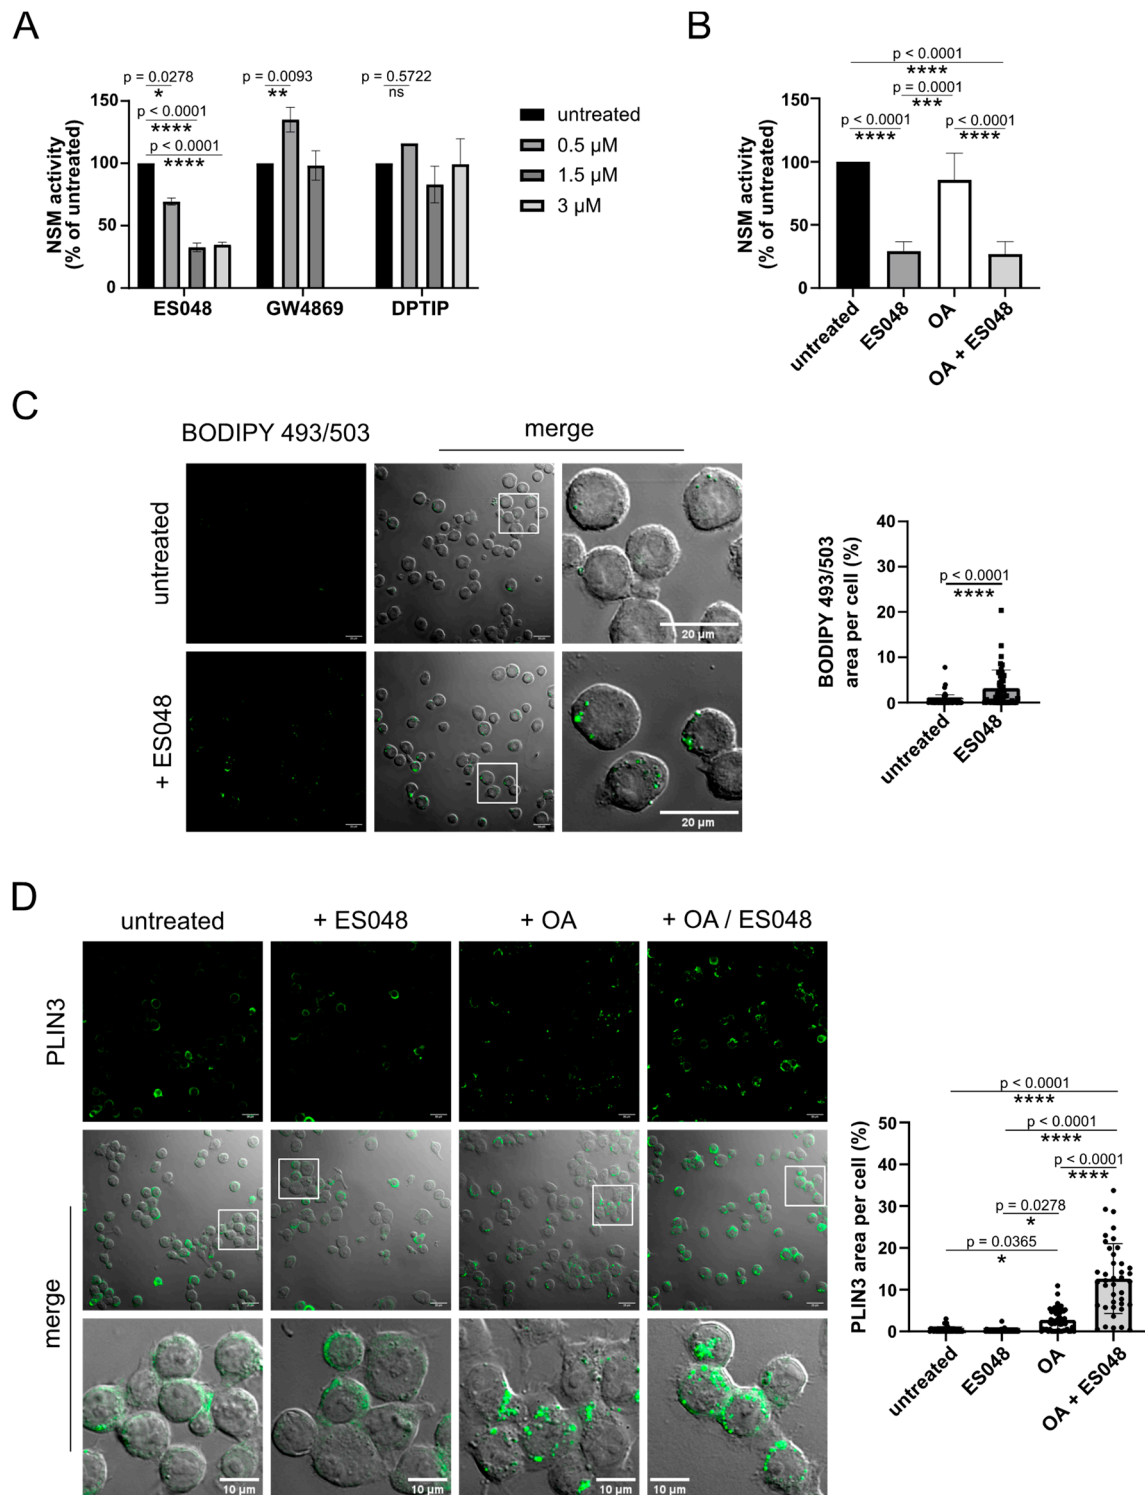 A
p = 0.0278
*
p < 0.0001
****
p < 0.0001
****
p = 0.0093
**
p = 0.5722
ns
NSM activity
(% of untreated)
150
100
50
0
ES048
GW4869
DPTIP
untreated
0.5 µM
1.5 µM
3 µM
B
p < 0.0001
****
p = 0.0001
***
p < 0.0001
****
p < 0.0001
****
NSM activity
(% of untreated)
150
100
50
0
untreated
ES048
OA
OA + ES048
C
BODIPY 493/503
merge
untreated
20 µm
+ ES048
20 µm
BODIPY 493/503
area per cell (%)
40
30
20
10
0
p < 0.0001
****
untreated
ES048
D
untreated
+ ES048
+ OA
+ OA / ES048
PLIN3
merge
10 µm
10 µm
10 µm
10 µm
PLIN3 area per cell (%)
50
40
30
20
10
0
p < 0.0001
****
p < 0.0001
****
p < 0.0001
****
p = 0.0278
*
p = 0.0365
*
untreated
ES048
OA
OA + ES048